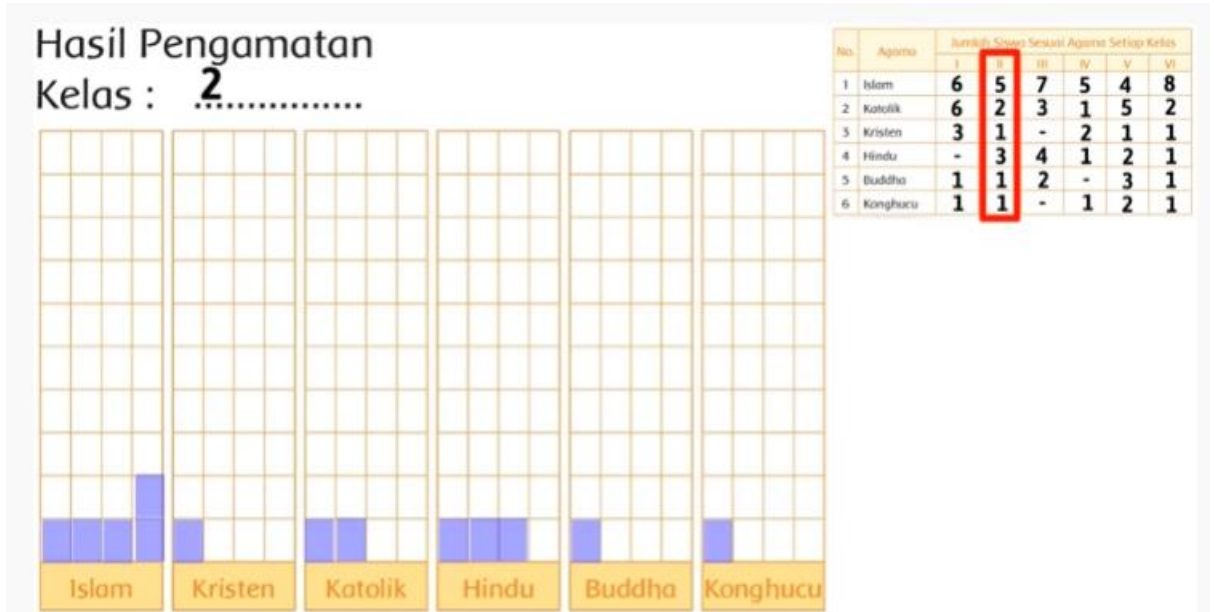 Hasil Pengamatan
Kelas : 2................
No. Agama Jumlah Siswa Sesuai Agama Setiap Kelas
I II III IV V VI
1 Islam 6 5 7 5 4 8
2 Katolik 6 2 3 1 5 2
3 Kristen 3 1 - 2 1 1
4 Hindu - 3 4 1 2 1
5 Buddha 1 1 2 - 3 1
6 Konghucu 1 1 - 1 2 1
Islam Kristen Katolik Hindu Buddha Konghucu